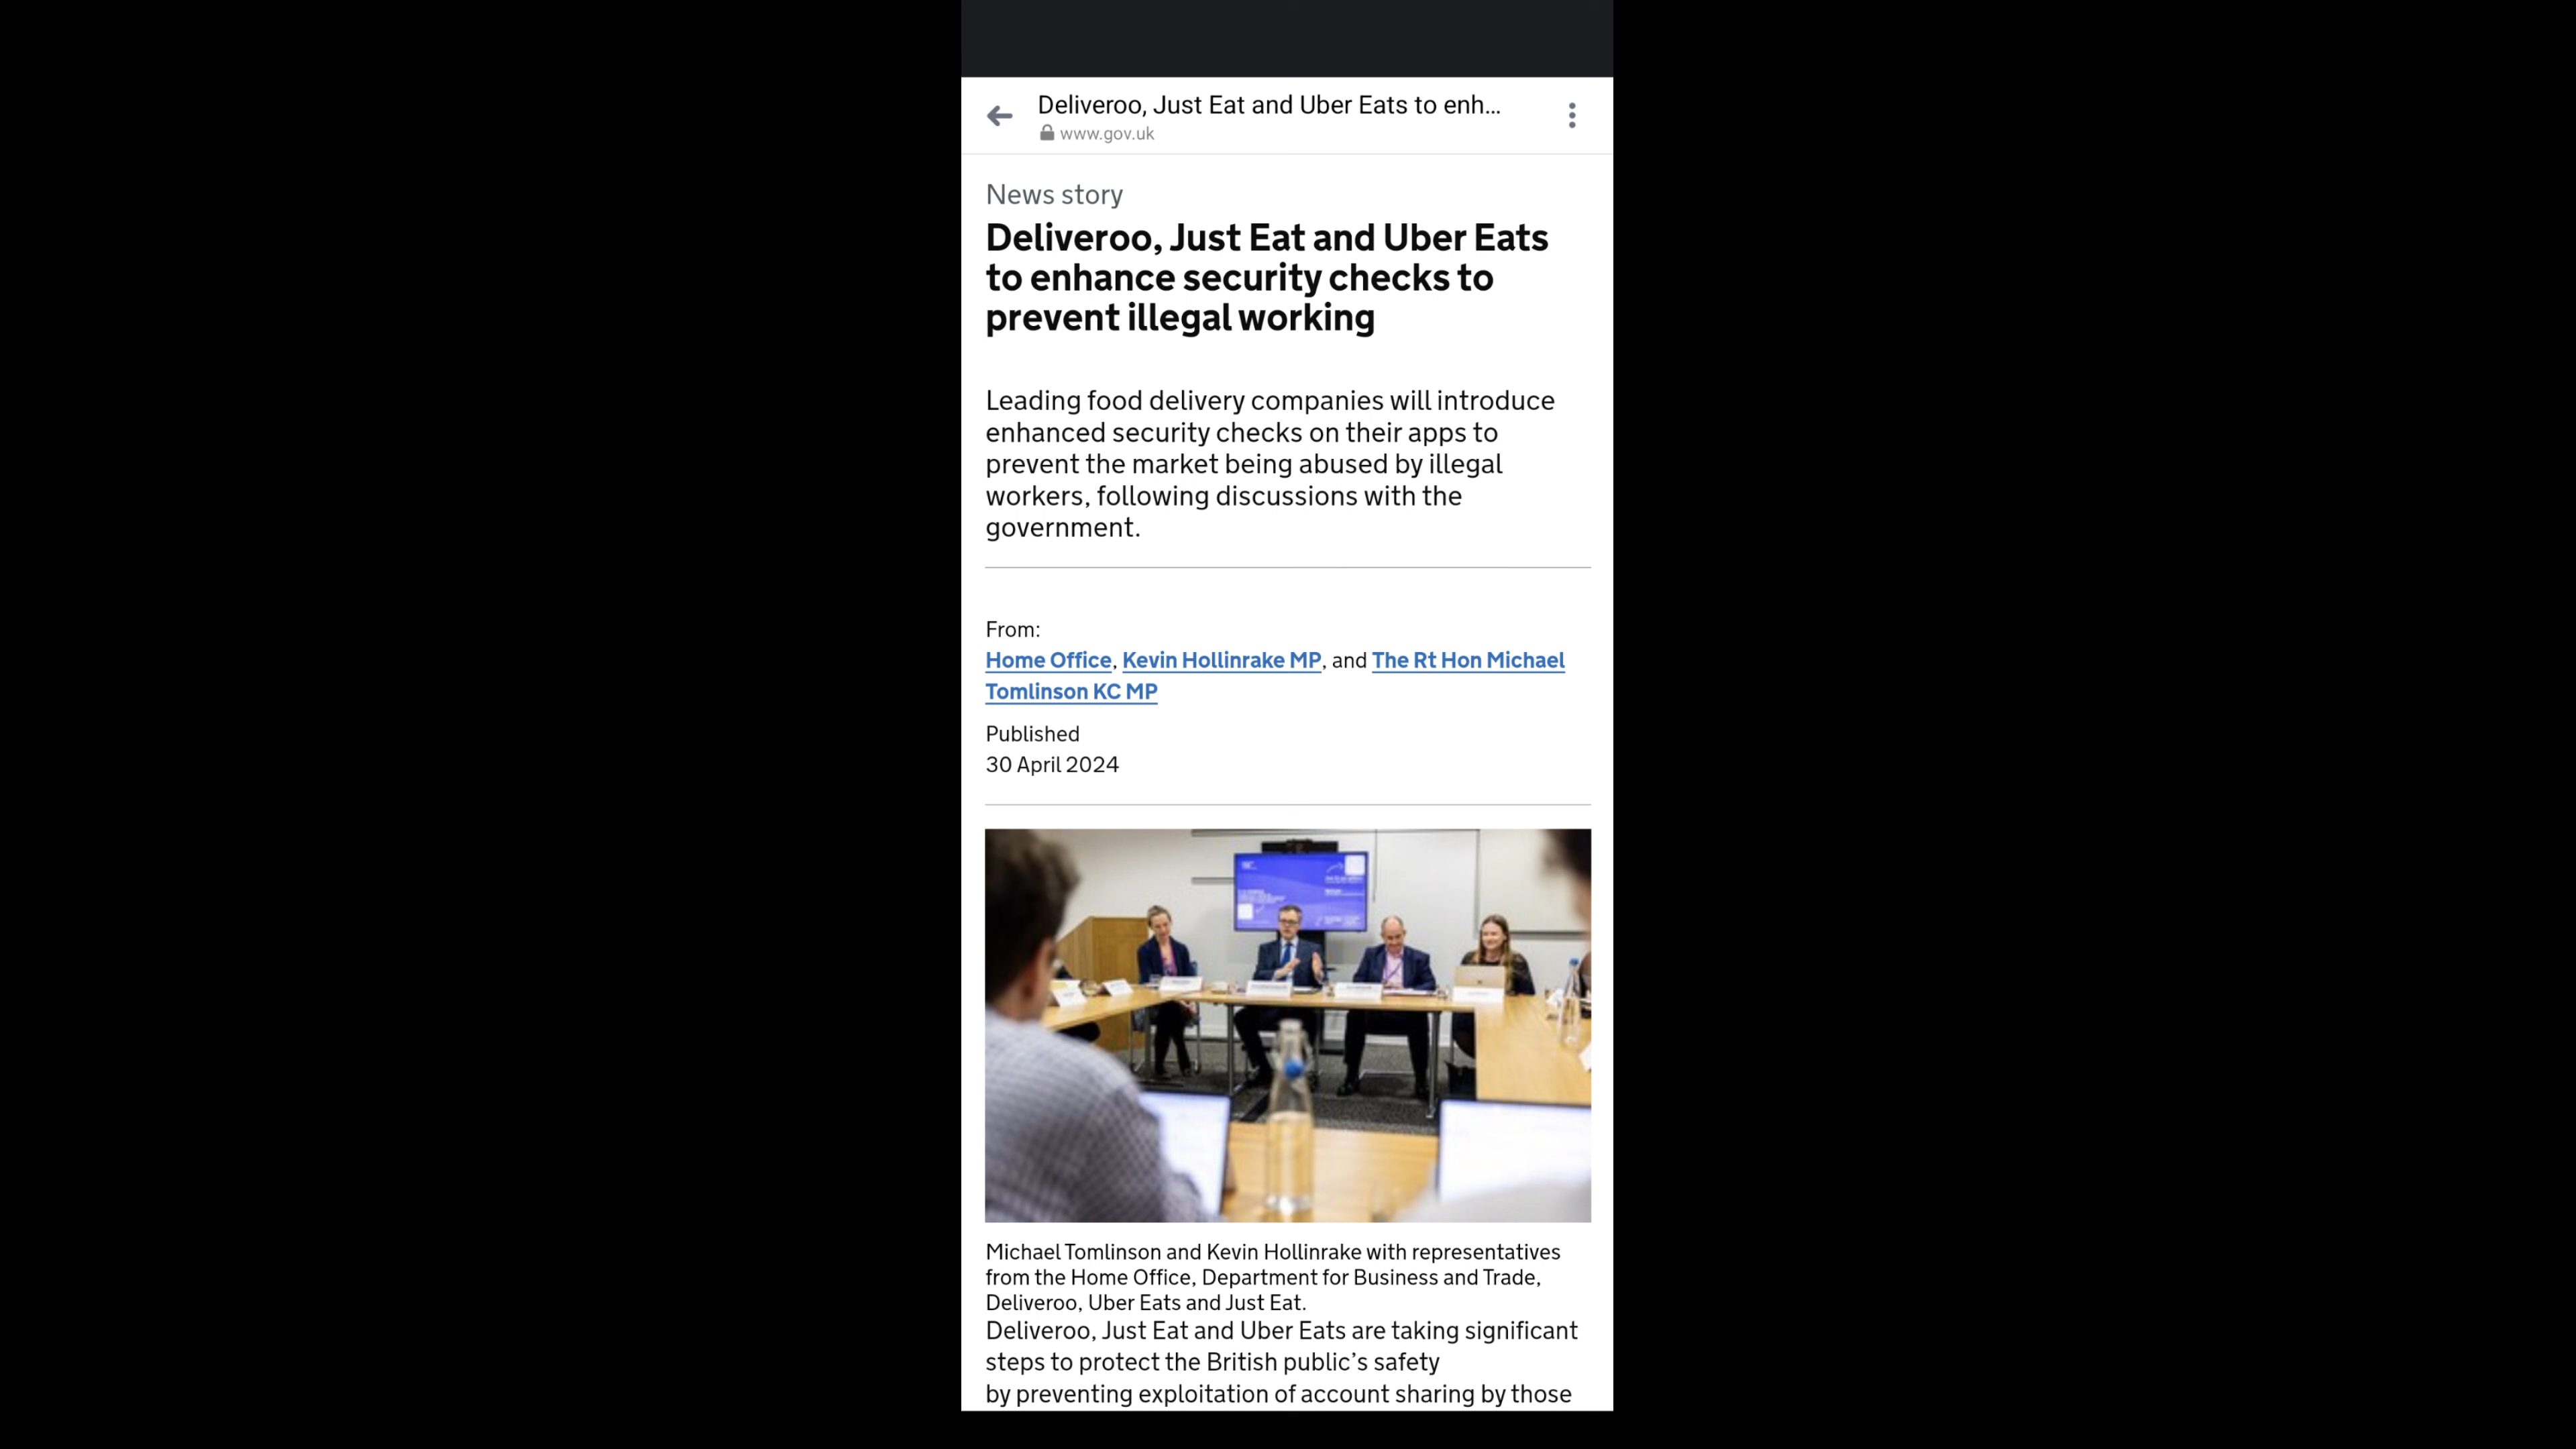 Deliveroo, Just Eat and Uber Eats to enh...
www.gov.uk
News story
Deliveroo, Just Eat and Uber Eats
to enhance security checks to
prevent illegal working
Leading food delivery companies will introduce
enhanced security checks on their apps to
prevent the market being abused by illegal
workers, following discussions with the
government.
From:
Home Office, Kevin Hollinrake MP, and The Rt Hon Michael
Tomlinson KC MP
Published
30 April 2024
Michael Tomlinson and Kevin Hollinrake with representatives
from the Home Office, Department for Business and Trade,
Deliveroo, Uber Eats and Just Eat.
Deliveroo, Just Eat and Uber Eats are taking significant
steps to protect the British public’s safety
by preventing exploitation of account sharing by those